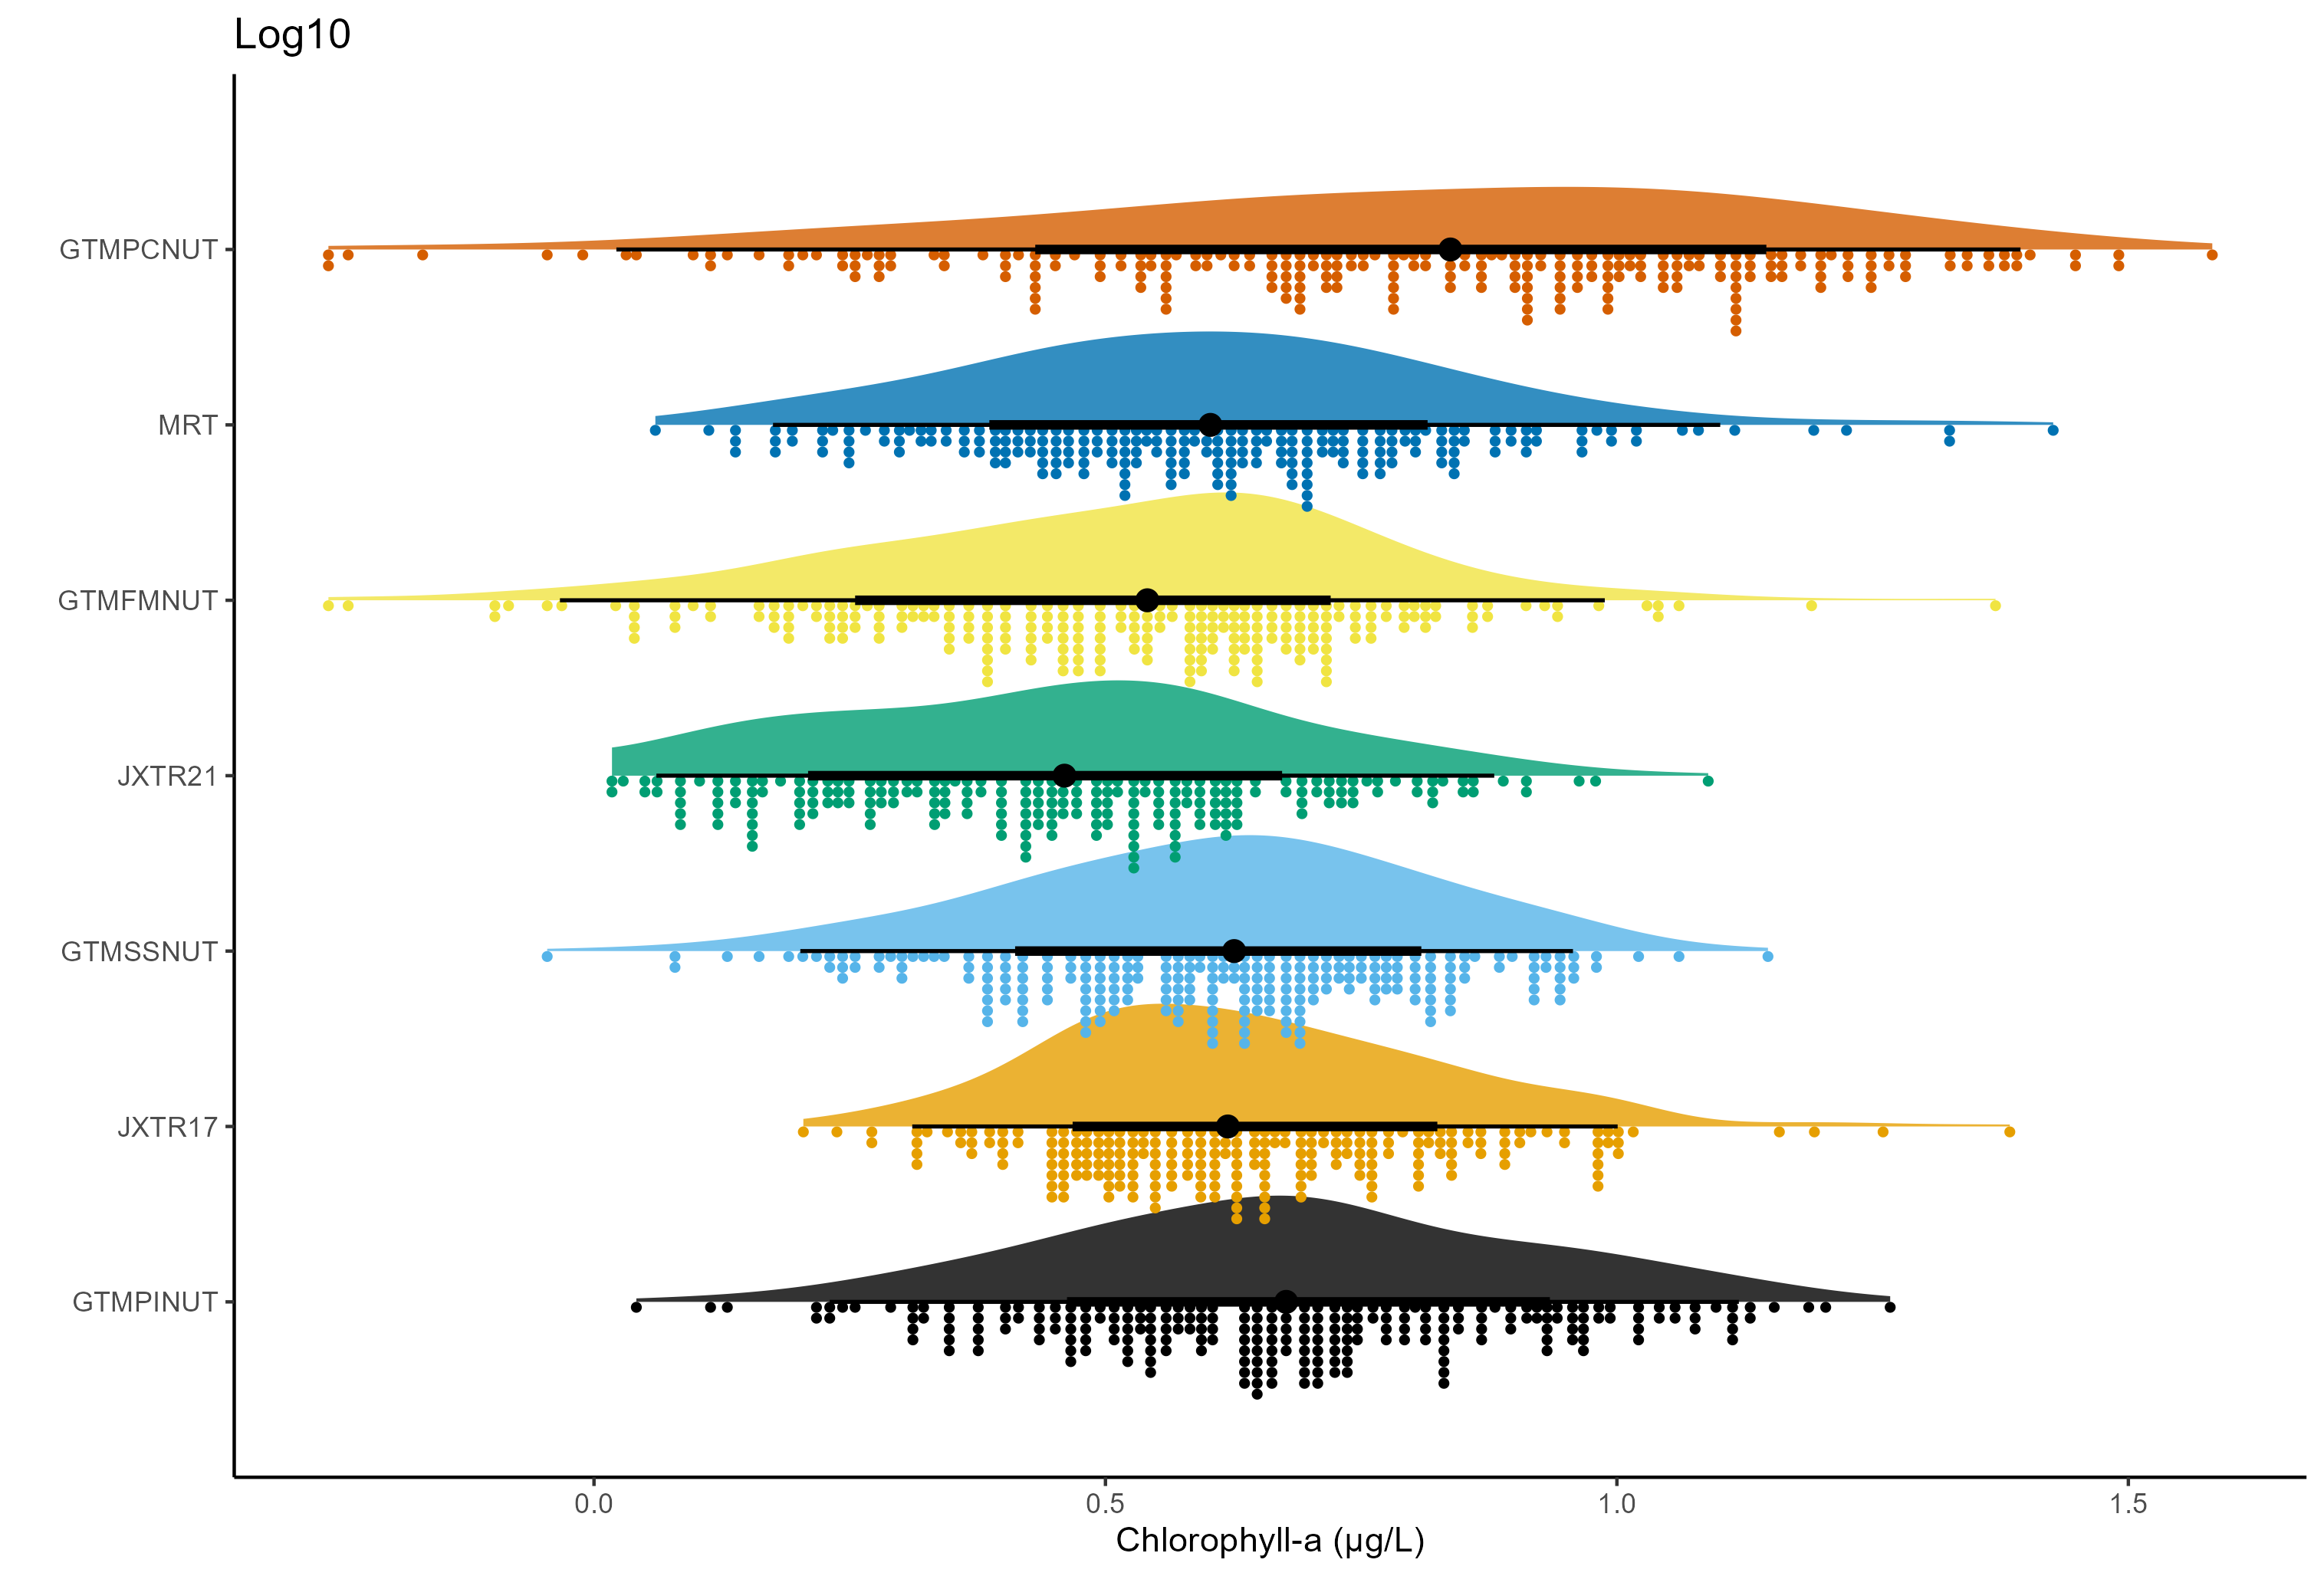 Log10
GTMPCNUT
MRT
GTMFMNUT
JXTR21
GTMSSNUT
JXTR17
GTMPINUT
0.0 0.5 1.0 1.5
Chlorophyll-a (µg/L)